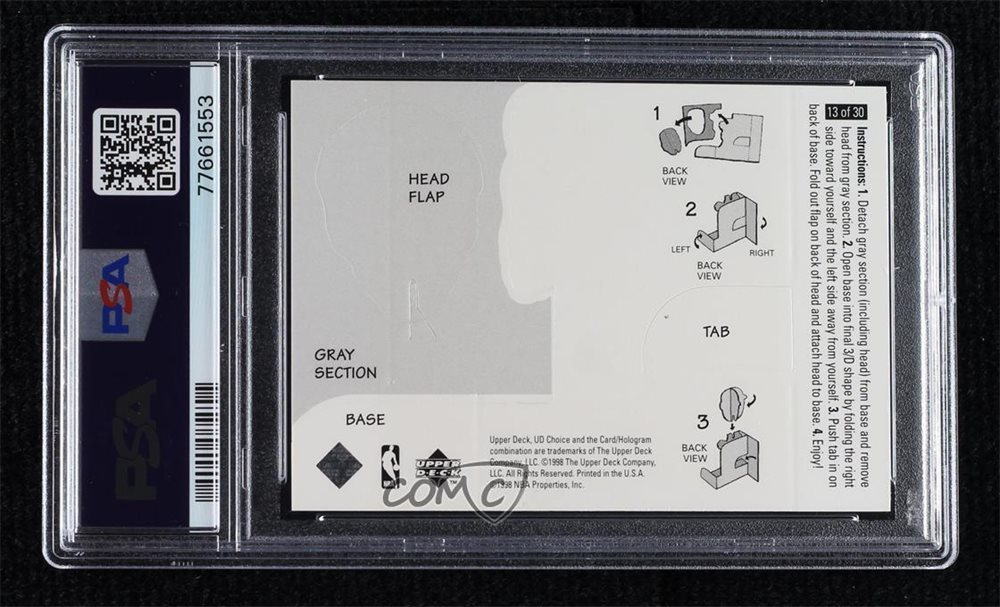 77661553
PSA
PSA
HEAD
FLAP
GRAY
SECTION
BASE
1
BACK
VIEW
2
LEFT
RIGHT
BACK
VIEW
TAB
3
BACK
VIEW
13 of 30
Instructions: 1. Detach gray section (including head) from base and remove
head from gray section. 2. Open base into final 3/D shape by folding the right
side toward yourself and the left side away from yourself. 3. Push tab in on
back of base. Fold out flap on back of head and attach head to base. 4. Enjoy!
UPPER
DECK
TM
Upper Deck, UD Choice and the Card/Hologram
combination are trademarks of The Upper Deck
Company, LLC. ©1998 The Upper Deck Company,
LLC. All Rights Reserved. Printed in the U.S.A.
©1998 NBA Properties, Inc.
COMC